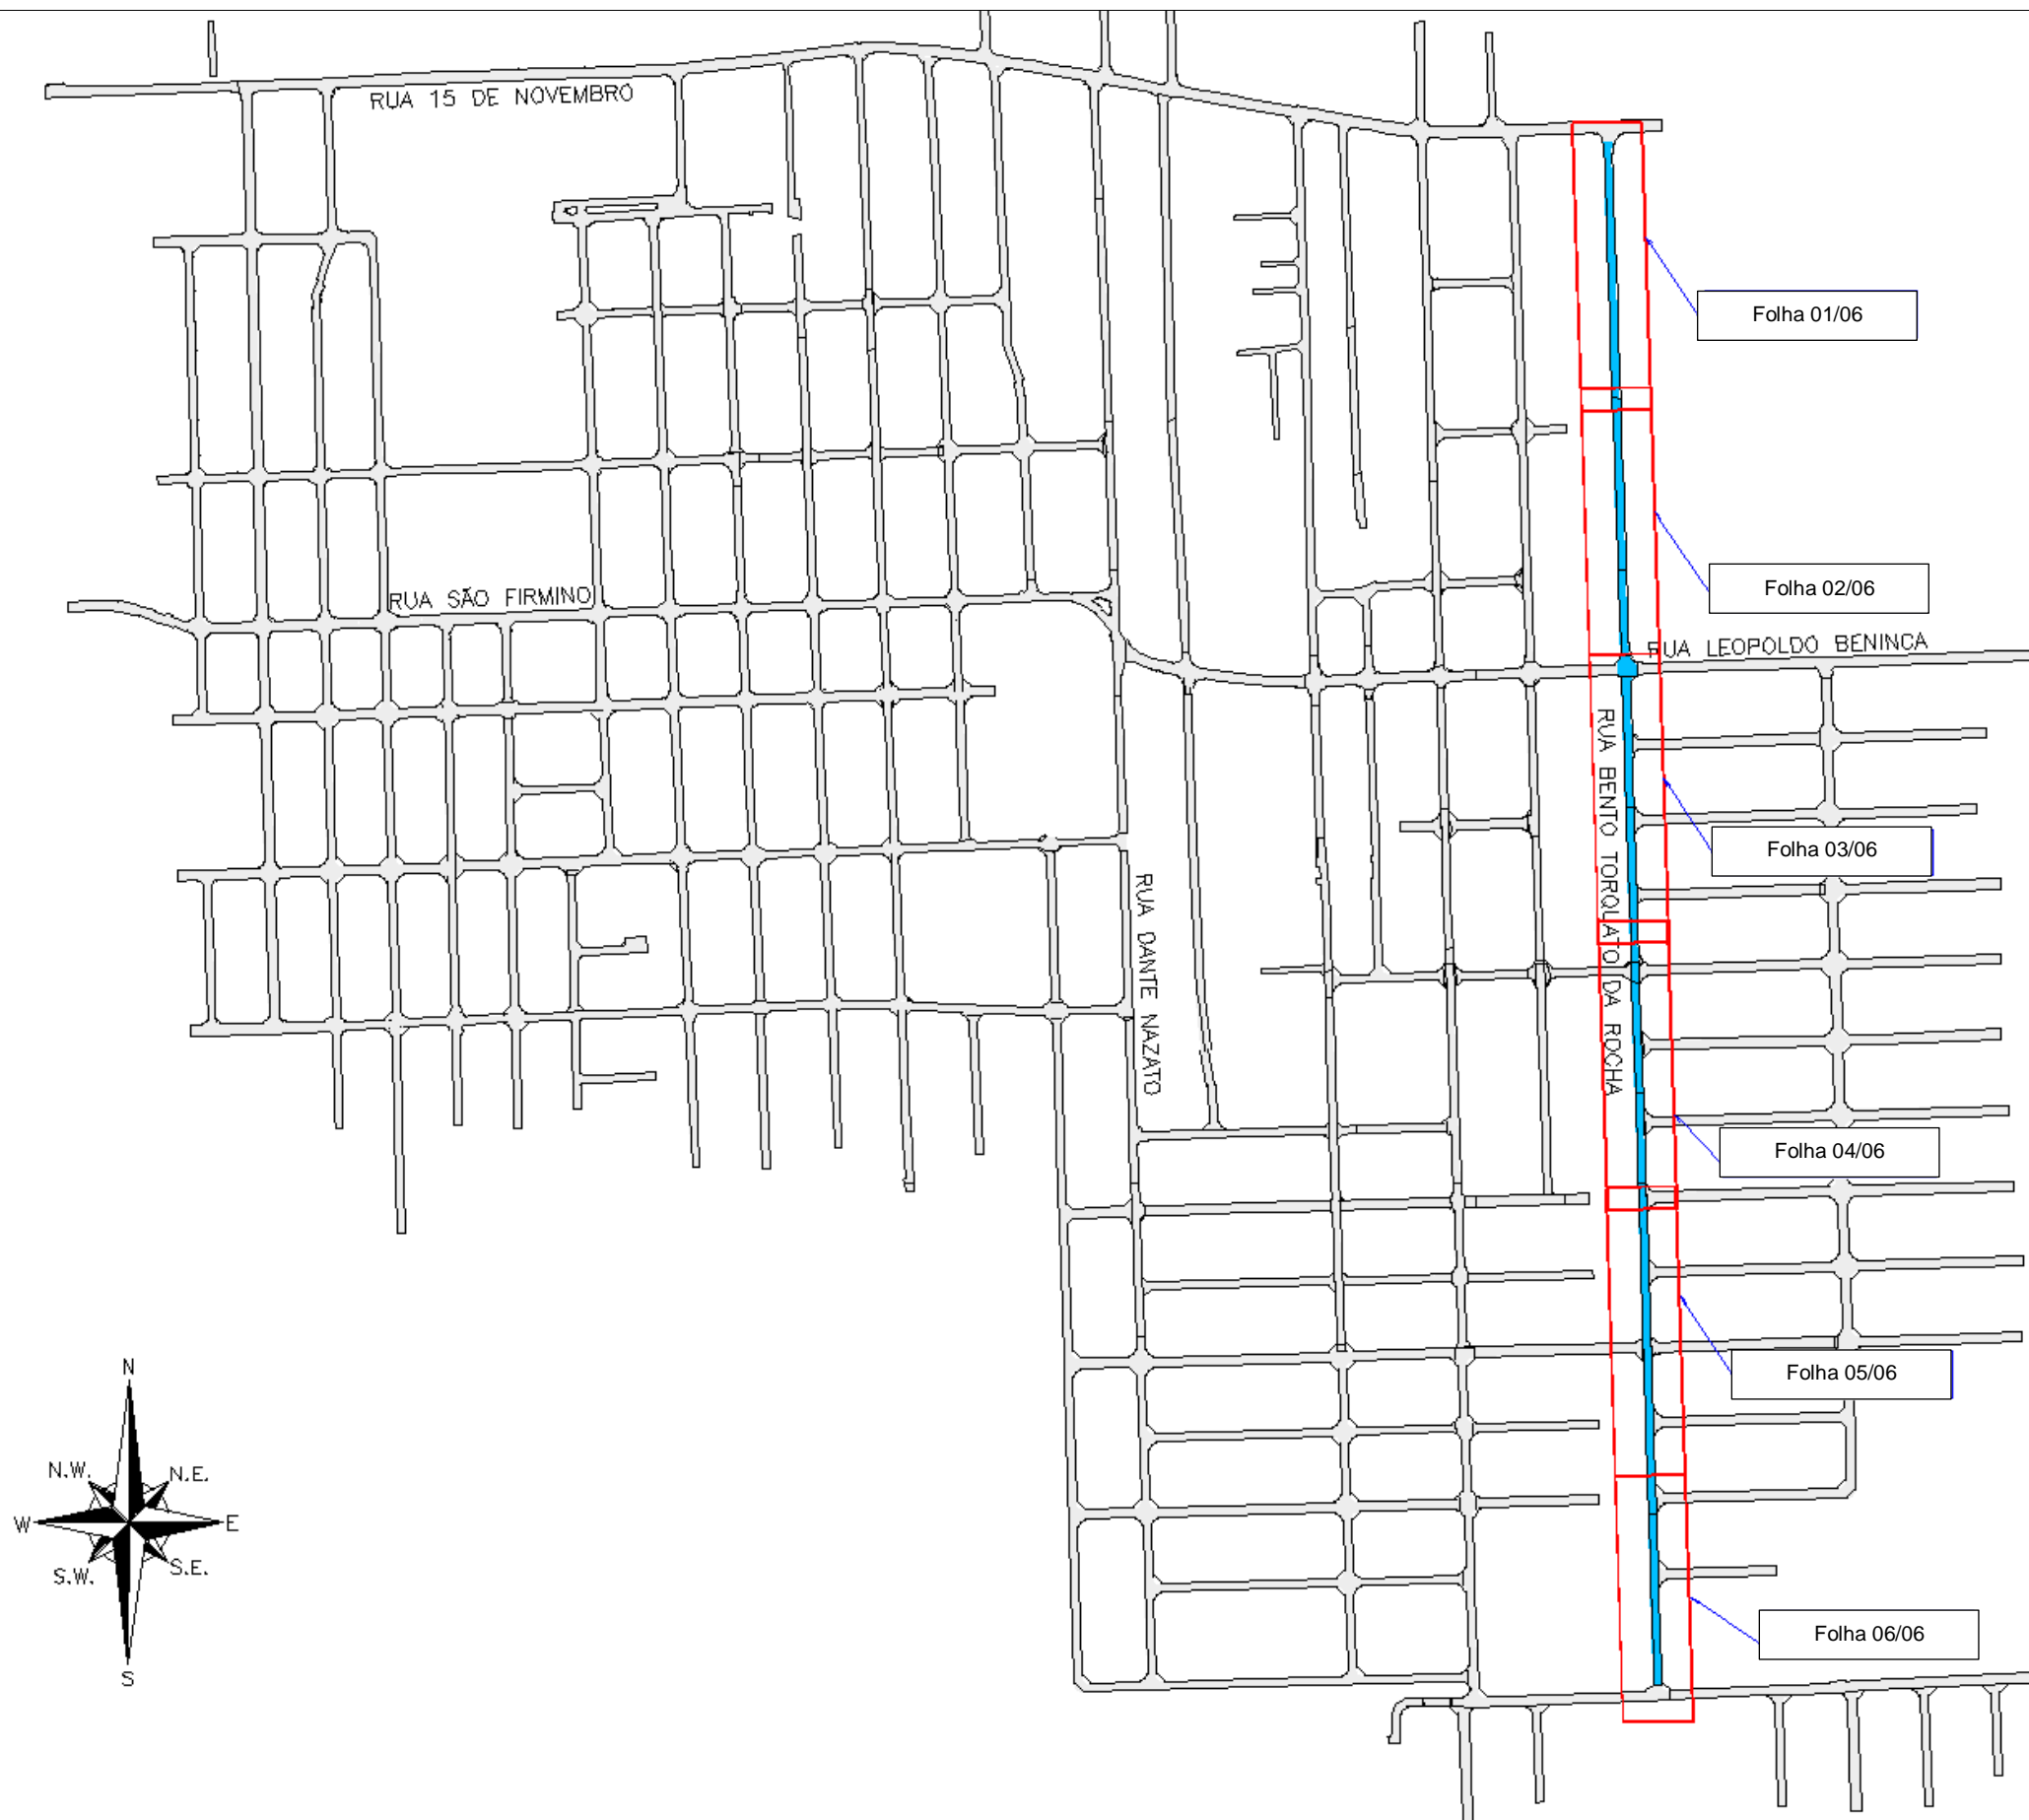 RUA 15 DE NOVEMBRO
Folha 01/06
Folha 02/06
RUA SÃO FIRMINO
RUA LEOPOLDO BENINCA
RUA BENTO TORQUATO DA ROCHA
Folha 03/06
RUA DANTE NAZATO
Folha 04/06
Folha 05/06
N
N.W. N.E.
W E
S.W. S.E.
S
Folha 06/06